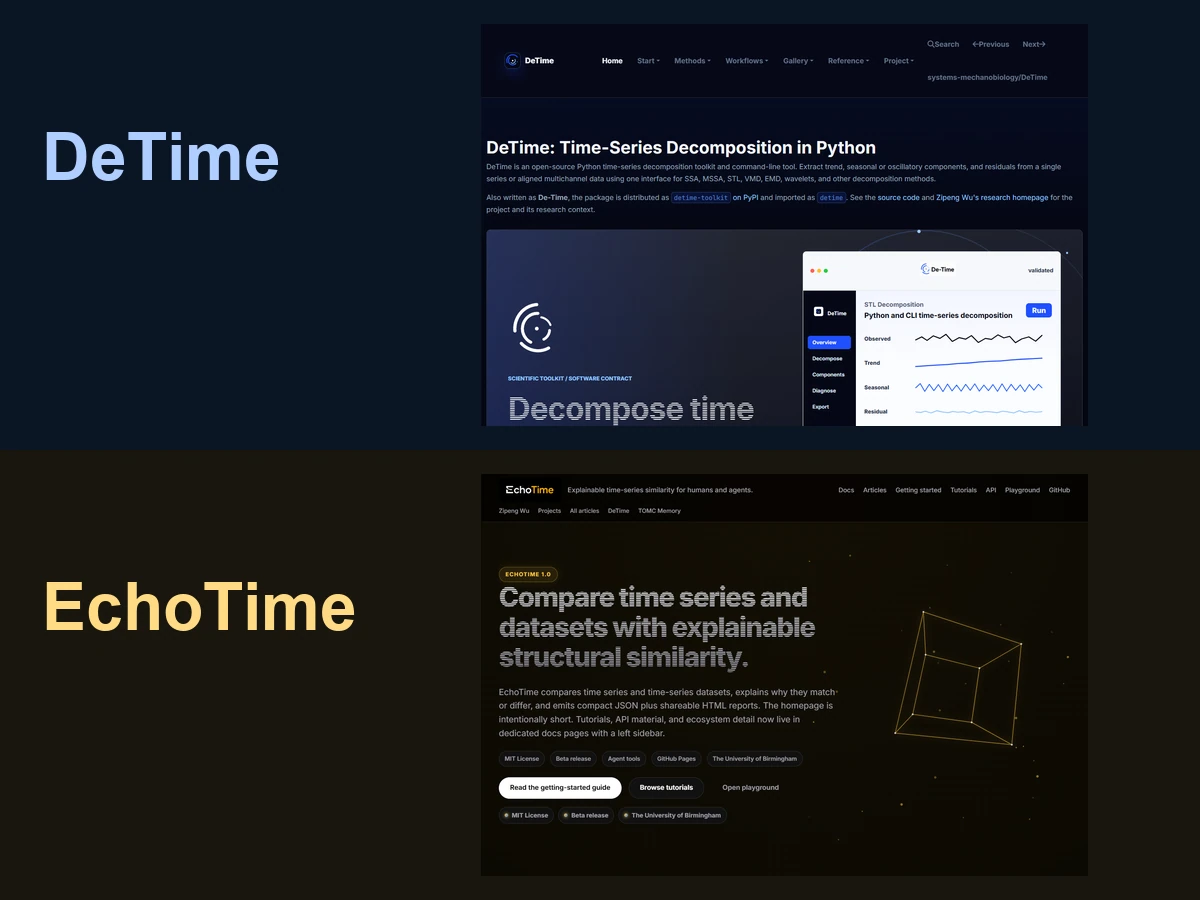 DeTime
DeTime
Home
Start
Methods
Workflows
Gallery
Reference
Project
Search
Previous
Next
systems-mechanobiology/DeTime
DeTime: Time-Series Decomposition in Python
DeTime is an open-source Python time-series decomposition toolkit and command-line tool. Extract trend, seasonal or oscillatory components, and residuals from a single
series or aligned multichannel data using one interface for SSA, MSSA, STL, VMD, EMD, wavelets, and other decomposition methods.
Also written as De-Time, the package is distributed as detime-toolkit on PyPI and imported as detime. See the source code and Zipeng Wu's research homepage for the
project and its research context.
SCIENTIFIC TOOLKIT / SOFTWARE CONTRACT
Decompose time
De-Time
validated
DeTime
Overview
Decompose
Components
Diagnose
Export
STL Decomposition
Python and CLI time-series decomposition
Run
Observed
Trend
Seasonal
Residual
EchoTime
EchoTime
Explainable time-series similarity for humans and agents.
Docs
Articles
Getting started
Tutorials
API
Playground
GitHub
Zipeng Wu
Projects
All articles
DeTime
TOMC Memory
ECHOTIME 1.0
Compare time series and
datasets with explainable
structural similarity.
EchoTime compares time series and time-series datasets, explains why they match
or differ, and emits compact JSON plus shareable HTML reports. The homepage is
intentionally short. Tutorials, API material, and ecosystem detail now live in
dedicated docs pages with a left sidebar.
MIT License
Beta release
Agent tools
GitHub Pages
The University of Birmingham
Read the getting-started guide
Browse tutorials
Open playground
MIT License
Beta release
The University of Birmingham